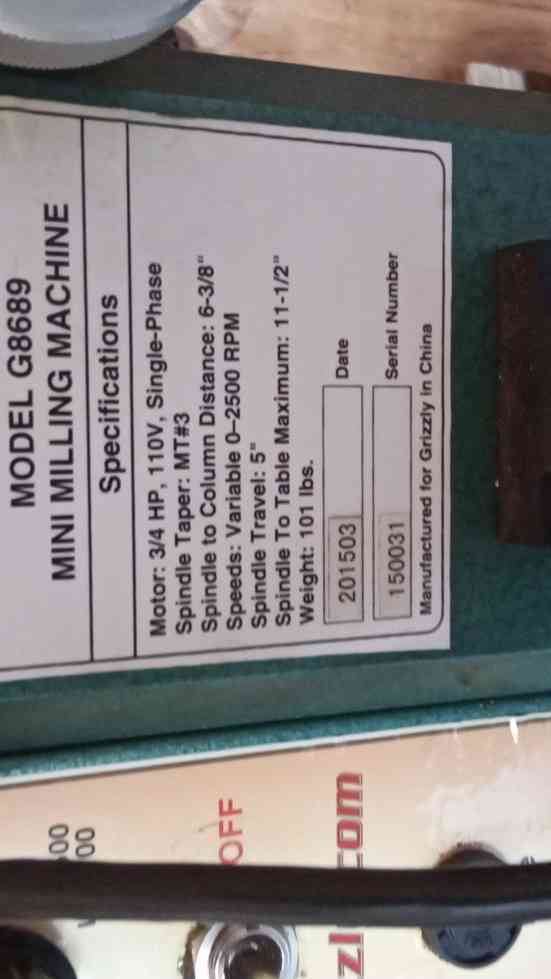 MODEL G8689
MINI MILLING MACHINE
Specifications
Motor: 3/4 HP, 110V, Single-Phase
Spindle Taper: MT#3
Spindle to Column Distance: 6-3/8"
Speeds: Variable 0–2500 RPM
Spindle Travel: 5"
Spindle To Table Maximum: 11-1/2"
Weight: 101 lbs.
201503 Date
150031 Serial Number
Manufactured for Grizzly in China
OFF